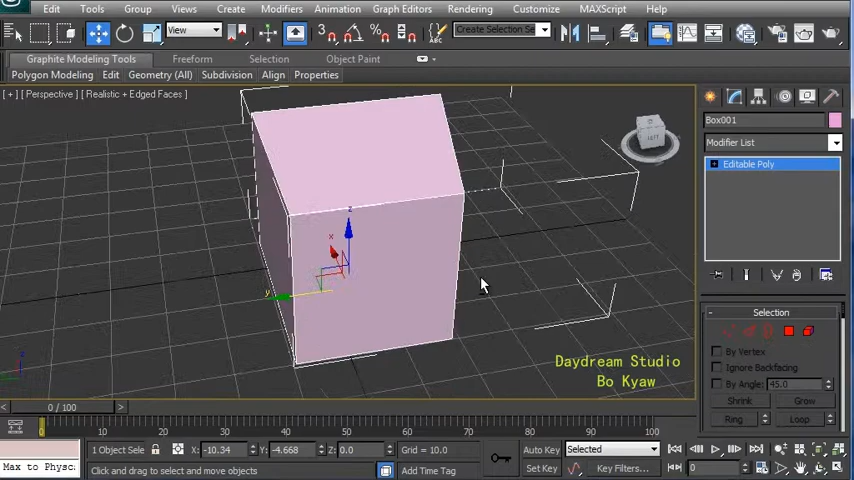 Edit Tools Group Views Create Modifiers Animation Graph Editors Rendering Customize MAXScript Help
View
Create Selection Se
Graphite Modeling Tools Freeform Selection Object Paint
Polygon Modeling Edit Geometry (All) Subdivision Align Properties
[ + ] [ Perspective ] [ Realistic + Edged Faces ]
Box001
Modifier List
Editable Poly
LEFT
z
x
y
Selection
By Vertex
Ignore Backfacing
By Angle: 45.0
Shrink Grow
Ring Loop
Daydream Studio
Bo Kyaw
0 / 100
0 10 20 30 40 50 60 70 80 90 100
1 Object Sele X: -10.34 Y: -4.668 Z: 0.0 Grid = 10.0 Auto Key Selected
Max to Physc Click and drag to select and move objects Add Time Tag Set Key Key Filters... 0